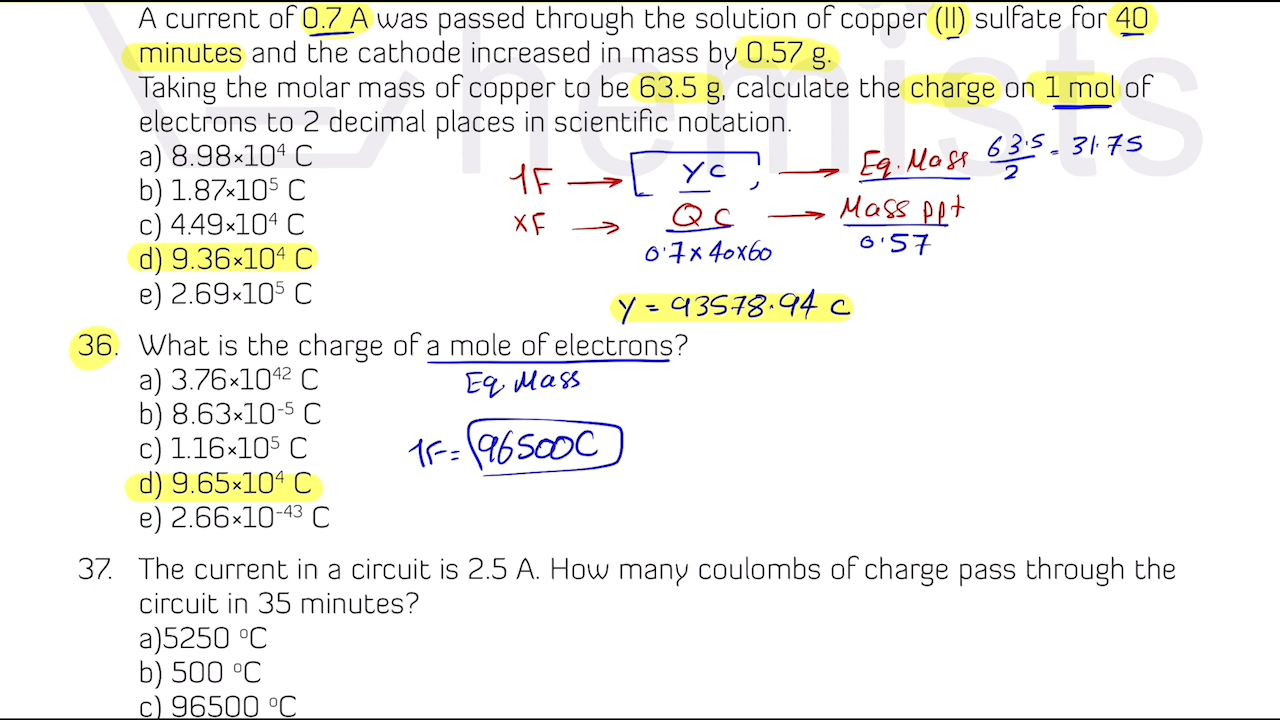 A current of 0.7 A was passed through the solution of copper (II) sulfate for 40
minutes and the cathode increased in mass by 0.57 g.
Taking the molar mass of copper to be 63.5 g, calculate the charge on 1 mol of
electrons to 2 decimal places in scientific notation.
a) 8.98×10⁴ C
b) 1.87×10⁵ C
c) 4.49×10⁴ C
d) 9.36×10⁴ C
e) 2.69×10⁵ C
1F → YC → Eq. Mass 63.5/2 = 31.75
XF → Q C → Mass ppt
0.7 × 40×60 0.57
Y = 93578.94 C
36. What is the charge of a mole of electrons?
Eq. Mass
a) 3.76×10⁴² C
b) 8.63×10⁻⁵ C
c) 1.16×10⁵ C
d) 9.65×10⁴ C
e) 2.66×10⁻⁴³ C
1F = 96500C
37. The current in a circuit is 2.5 A. How many coulombs of charge pass through the
circuit in 35 minutes?
a)5250 ºC
b) 500 ºC
c) 96500 ºC
hemists